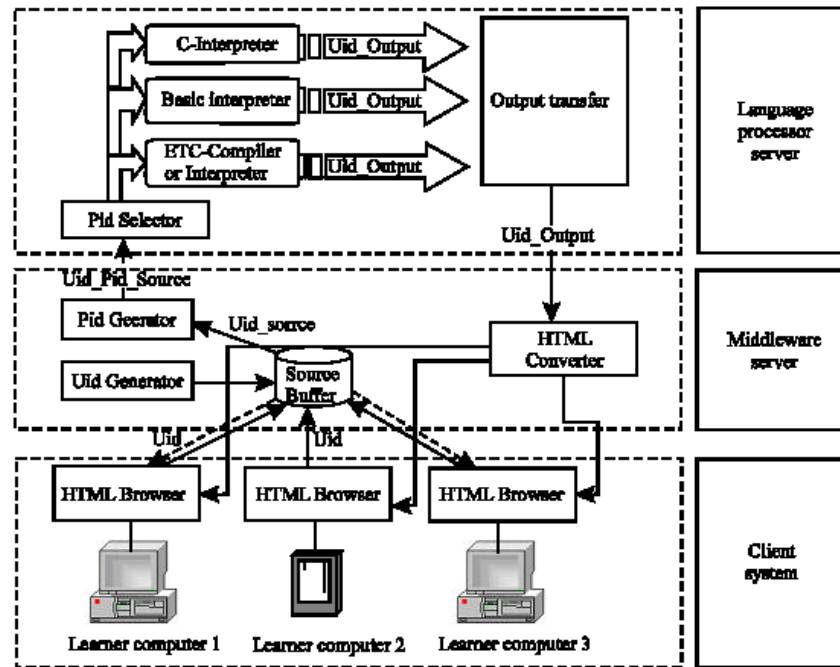 C-Interpreter
Uid_Output
Basic interpreter
Uid_Output
ETC-Compiler
or Interpreter
Uid_Output
Output transfer
Language
processor
server
Pid Selector
Uid_Output
Uid_Pid_Source
Pid Geerator
Uid_source
HTML
Converter
Middleware
server
Uid Generator
Source
Buffer
Uid
Uid
HTML Browser
HTML Browser
HTML Browser
Client
system
Learner computer 1
Learner computer 2
Learner computer 3